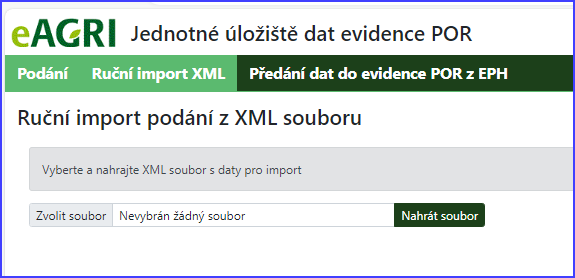 eAGRI Jednotné úložiště dat evidence POR
Podání Ruční import XML Předání dat do evidence POR z EPH
Ruční import podání z XML souboru
Vyberte a nahrajte XML soubor s daty pro import
Zvolit soubor Nevybrán žádný soubor Nahrát soubor